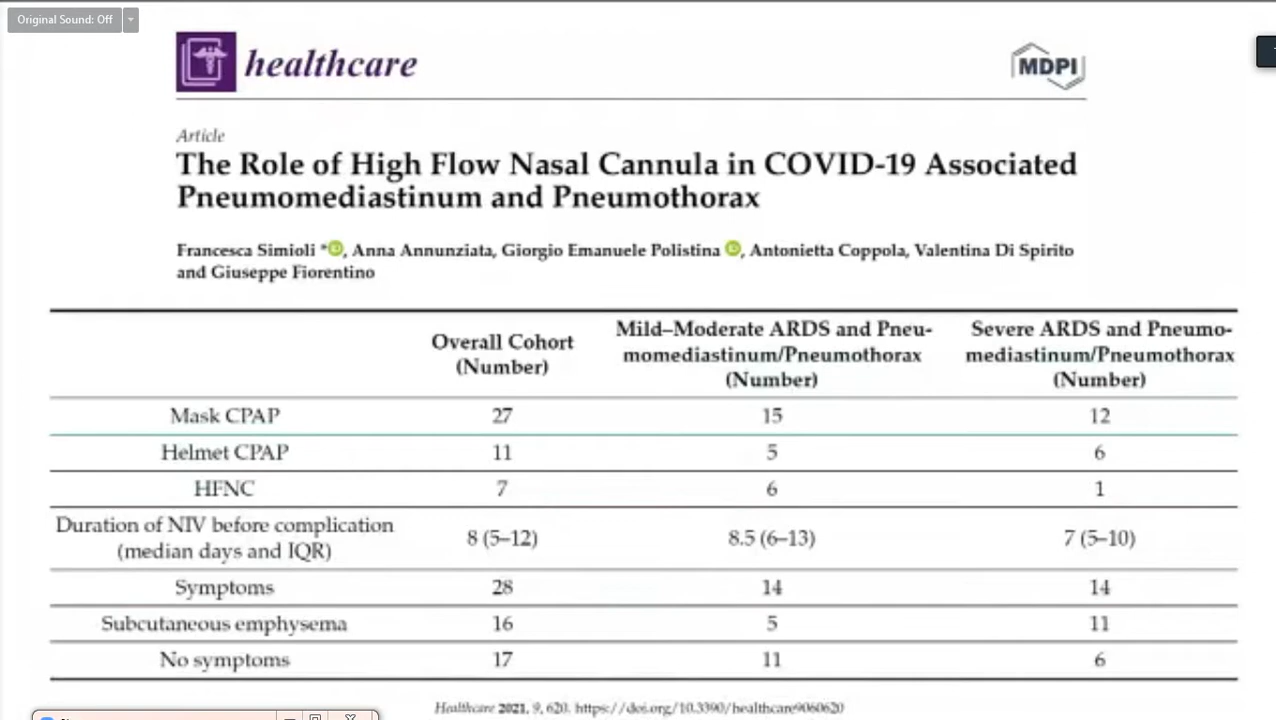 Original Sound: Off
healthcare
MDPI
Article
The Role of High Flow Nasal Cannula in COVID-19 Associated
Pneumomediastinum and Pneumothorax
Francesca Simioli *, Anna Annunziata, Giorgio Emanuele Polistina, Antonietta Coppola, Valentina Di Spirito
and Giuseppe Fiorentino
Overall Cohort
(Number)
Mild–Moderate ARDS and Pneu-
momediastinum/Pneumothorax
(Number)
Severe ARDS and Pneumo-
mediastinum/Pneumothorax
(Number)
Mask CPAP 27 15 12
Helmet CPAP 11 5 6
HFNC 7 6 1
Duration of NIV before complication
(median days and IQR) 8 (5–12) 8.5 (6–13) 7 (5–10)
Symptoms 28 14 14
Subcutaneous emphysema 16 5 11
No symptoms 17 11 6
Healthcare 2021, 9, 620. https://doi.org/10.3390/healthcare9060620